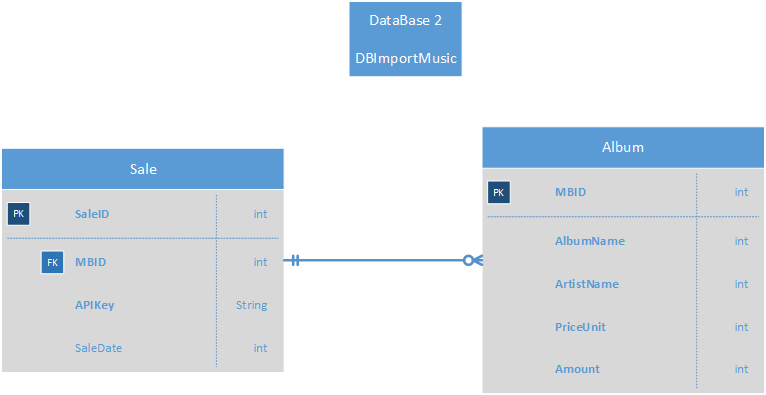 DataBase 2
DBImportMusic
Sale
PK SaleID int
FK MBID int
APIKey String
SaleDate int
Album
PK MBID int
AlbumName int
ArtistName int
PriceUnit int
Amount int